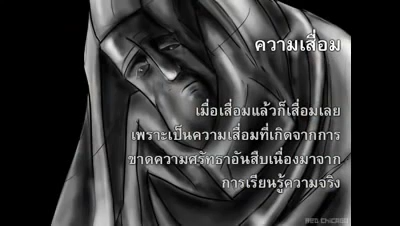 ความเสื่อม
เมื่อเสื่อมแล้วก็เสื่อมเลย
เพราะเป็นความเสื่อมที่เกิดจากการ
ขาดความศรัทธาอันสืบเนื่องมาจาก
การเรียนรู้ความจริง